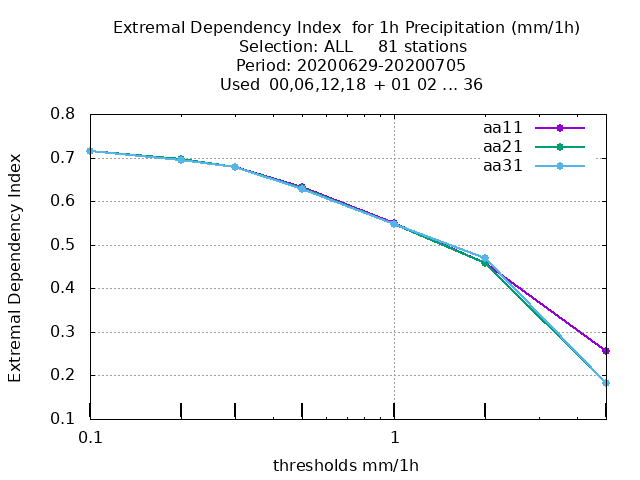 Extremal Dependency Index  for 1h Precipitation (mm/1h)
Selection: ALL     81 stations
Period: 20200629-20200705
Used  00,06,12,18  + 01 02 ... 36
aa11
aa21
aa31
0.8
0.7
0.6
0.5
0.4
0.3
0.2
0.1
Extremal Dependency Index
0.1
1
thresholds mm/1h